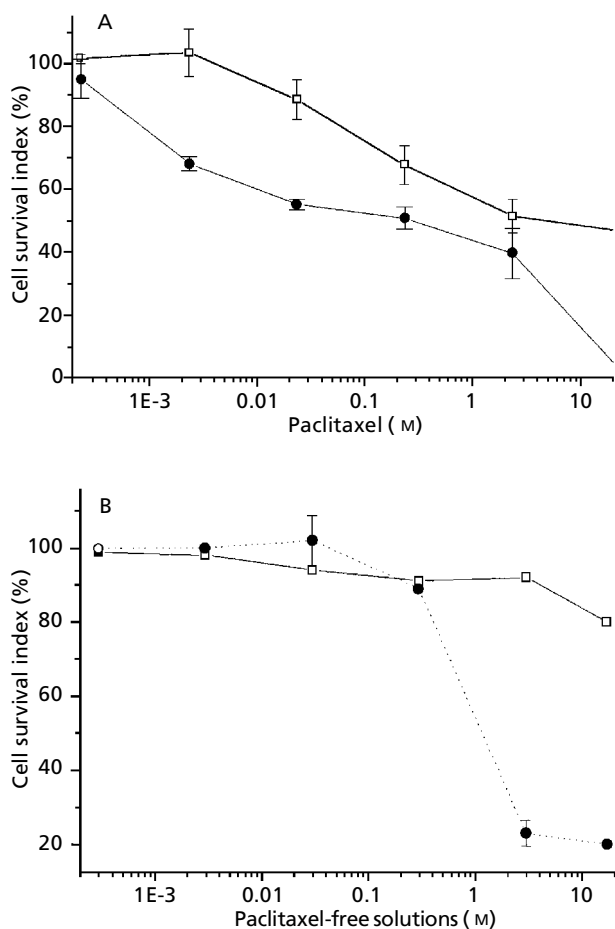 A
Cell survival index (%)
100
80
60
40
20
0
1E-3 0.01 0.1 1 10
Paclitaxel ( M)
B
Cell survival index (%)
100
80
60
40
20
1E-3 0.01 0.1 1 10
Paclitaxel-free solutions ( M)